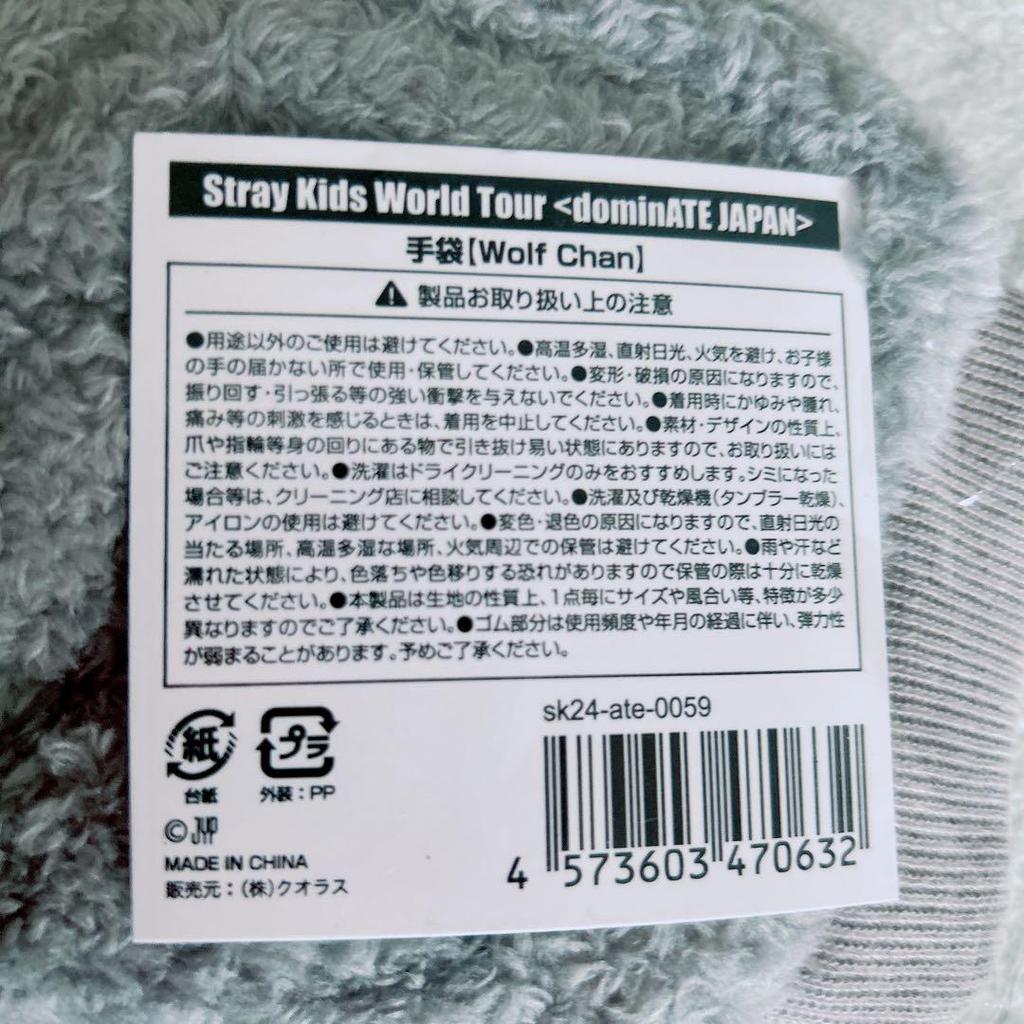 Stray Kids World Tour <dominATE JAPAN>
手袋【Wolf Chan】
製品お取り扱い上の注意
●用途以外のご使用は避けてください。●高温多湿、直射日光、火気を避け、お子様
の手の届かない所で使用・保管してください。●変形・破損の原因になりますので、
振り回す・引っ張る等の強い衝撃を与えないでください。●着用時にかゆみや腫れ、
痛み等の刺激を感じるときは、着用を中止してください。●素材・デザインの性質上、
爪や指輪等身の回りにある物で引き抜け易い状態にありますので、お取り扱いには
ご注意ください。●洗濯はドライクリーニングのみをおすすめします。シミになった
場合等は、クリーニング店に相談してください。●洗濯及び乾燥機(タンブラー乾燥)、
アイロンの使用は避けてください。●変色・退色の原因になりますので、直射日光の
当たる場所、高温多湿な場所、火気周辺での保管は避けてください。●雨や汗など
濡れた状態により、色落ちや色移りする恐れがありますので保管の際は十分に乾燥
させてください。●本製品は生地の性質上、1点毎にサイズや風合い等、特徴が多少
異なりますのでご了承ください。●ゴム部分は使用頻度や年月の経過に伴い、弾力性
が弱まることがあります。予めご了承ください。
紙 プラ
台紙 外装：PP
sk24-ate-0059
©JYP
MADE IN CHINA
販売元：(株)クオラス
4 573603 470632